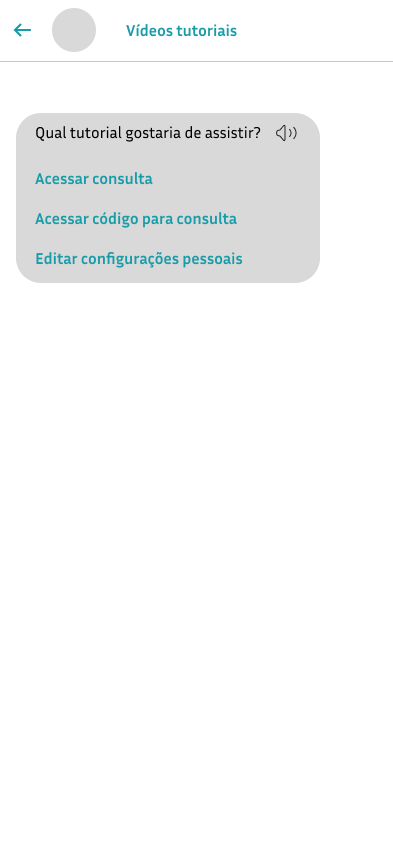 Vídeos tutoriais
Qual tutorial gostaria de assistir?
Acessar consulta
Acessar código para consulta
Editar configurações pessoais